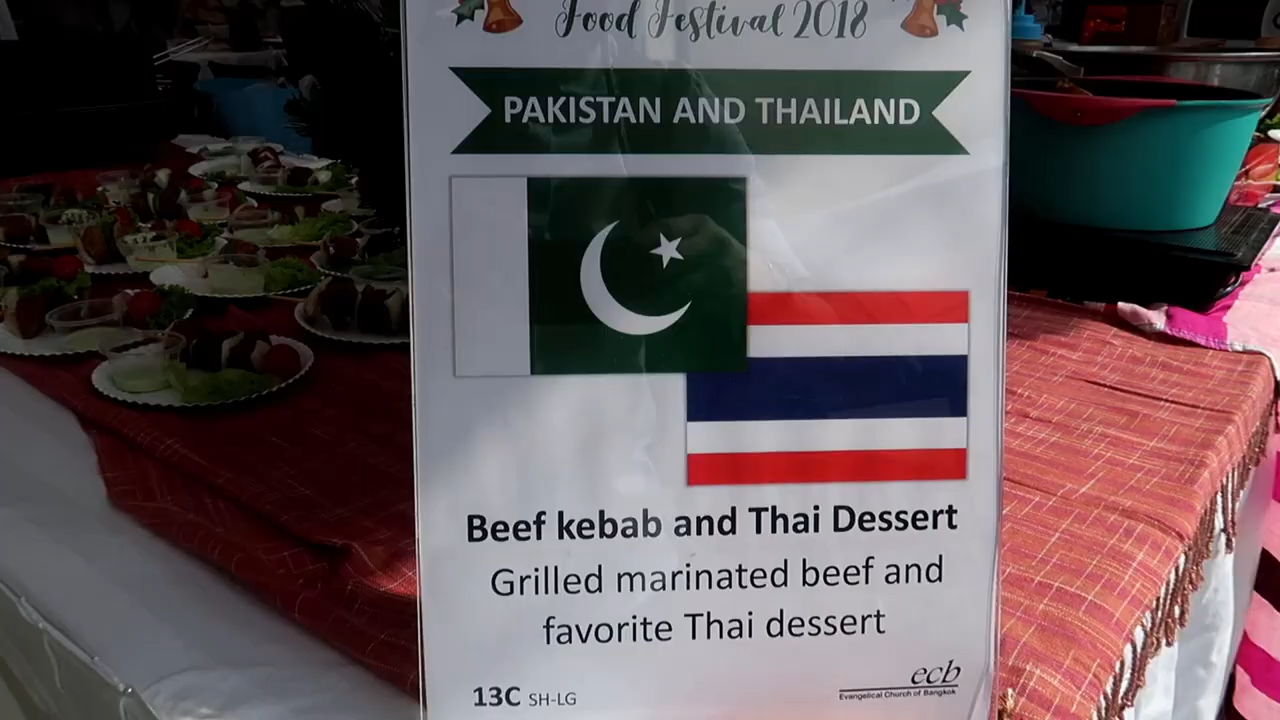 Food Festival 2018
PAKISTAN AND THAILAND
Beef kebab and Thai Dessert
Grilled marinated beef and
favorite Thai dessert
13C SH-LG
ecb
Evangelical Church of Bangkok